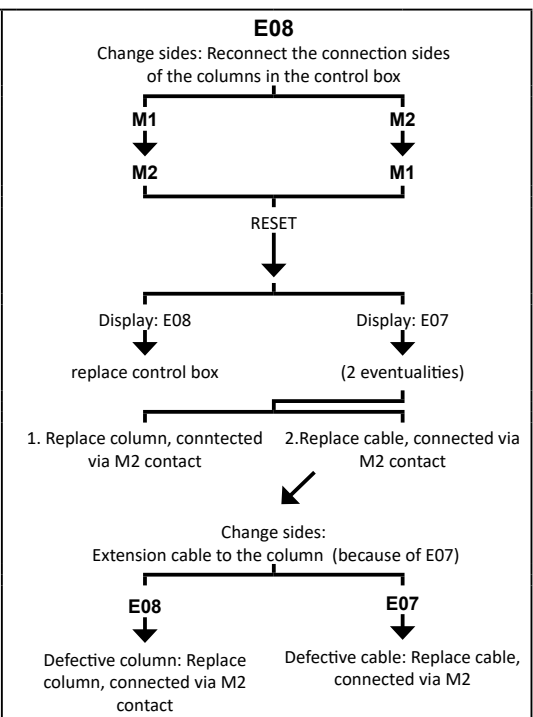 E08
Change sides: Reconnect the connection sides
of the columns in the control box
M1 M2
M2 M1
RESET
Display: E08 Display: E07
replace control box (2 eventualities)
1. Replace column, conntected 2.Replace cable, connected via
via M2 contact M2 contact
Change sides:
Extension cable to the column (because of E07)
E08 E07
Defective column: Replace Defective cable: Replace cable,
column, connected via M2 connected via M2
contact